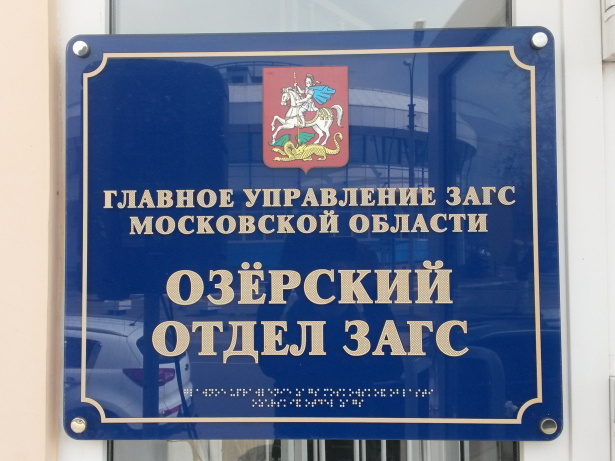 ГЛАВНОЕ УПРАВЛЕНИЕ ЗАГС
МОСКОВСКОЙ ОБЛАСТИ
ОЗЁРСКИЙ
ОТДЕЛ ЗАГС